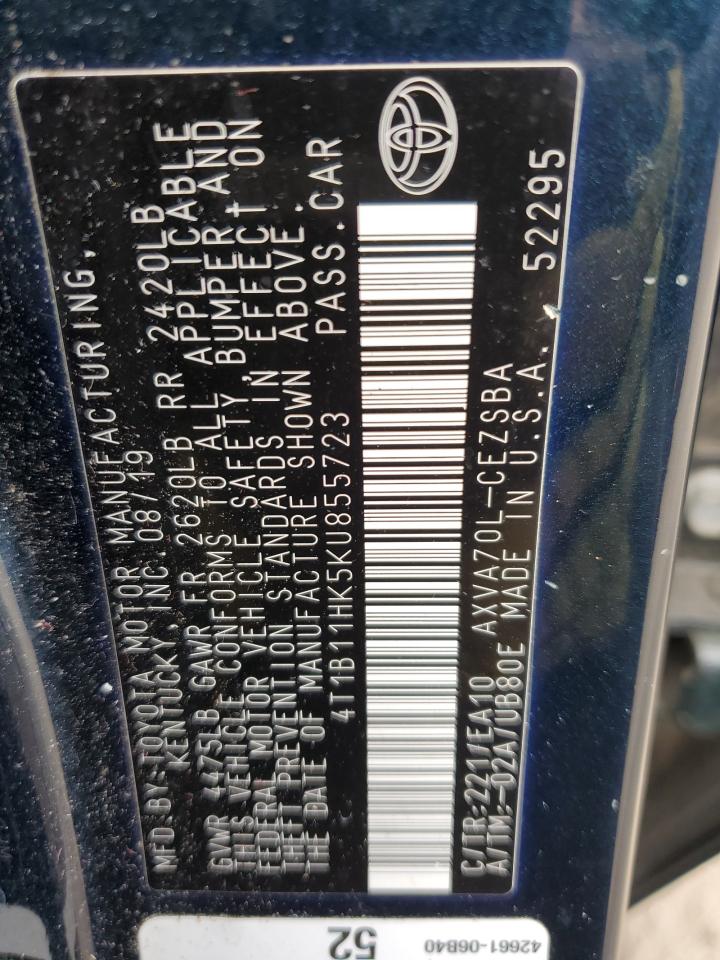 MFD. BY: TOYOTA MOTOR MANUFACTURING,
KENTUCKY INC. 08/19
GVWR 4475LB GAWR FR 2620LB RR 2420LB
THIS VEHICLE CONFORMS TO ALL APPLICABLE
FEDERAL MOTOR VEHICLE SAFETY, BUMPER AND
THEFT PREVENTION STANDARDS IN EFFECT ON
THE DATE OF MANUFACTURE SHOWN ABOVE.
4T1B11HK5KU855723 PASS.CAR
C/TR:221/EA10 AXVA70L-CEZSBA
A/TM:-02A/UB80E MADE IN U.S.A. 52295
52
42661-06B40